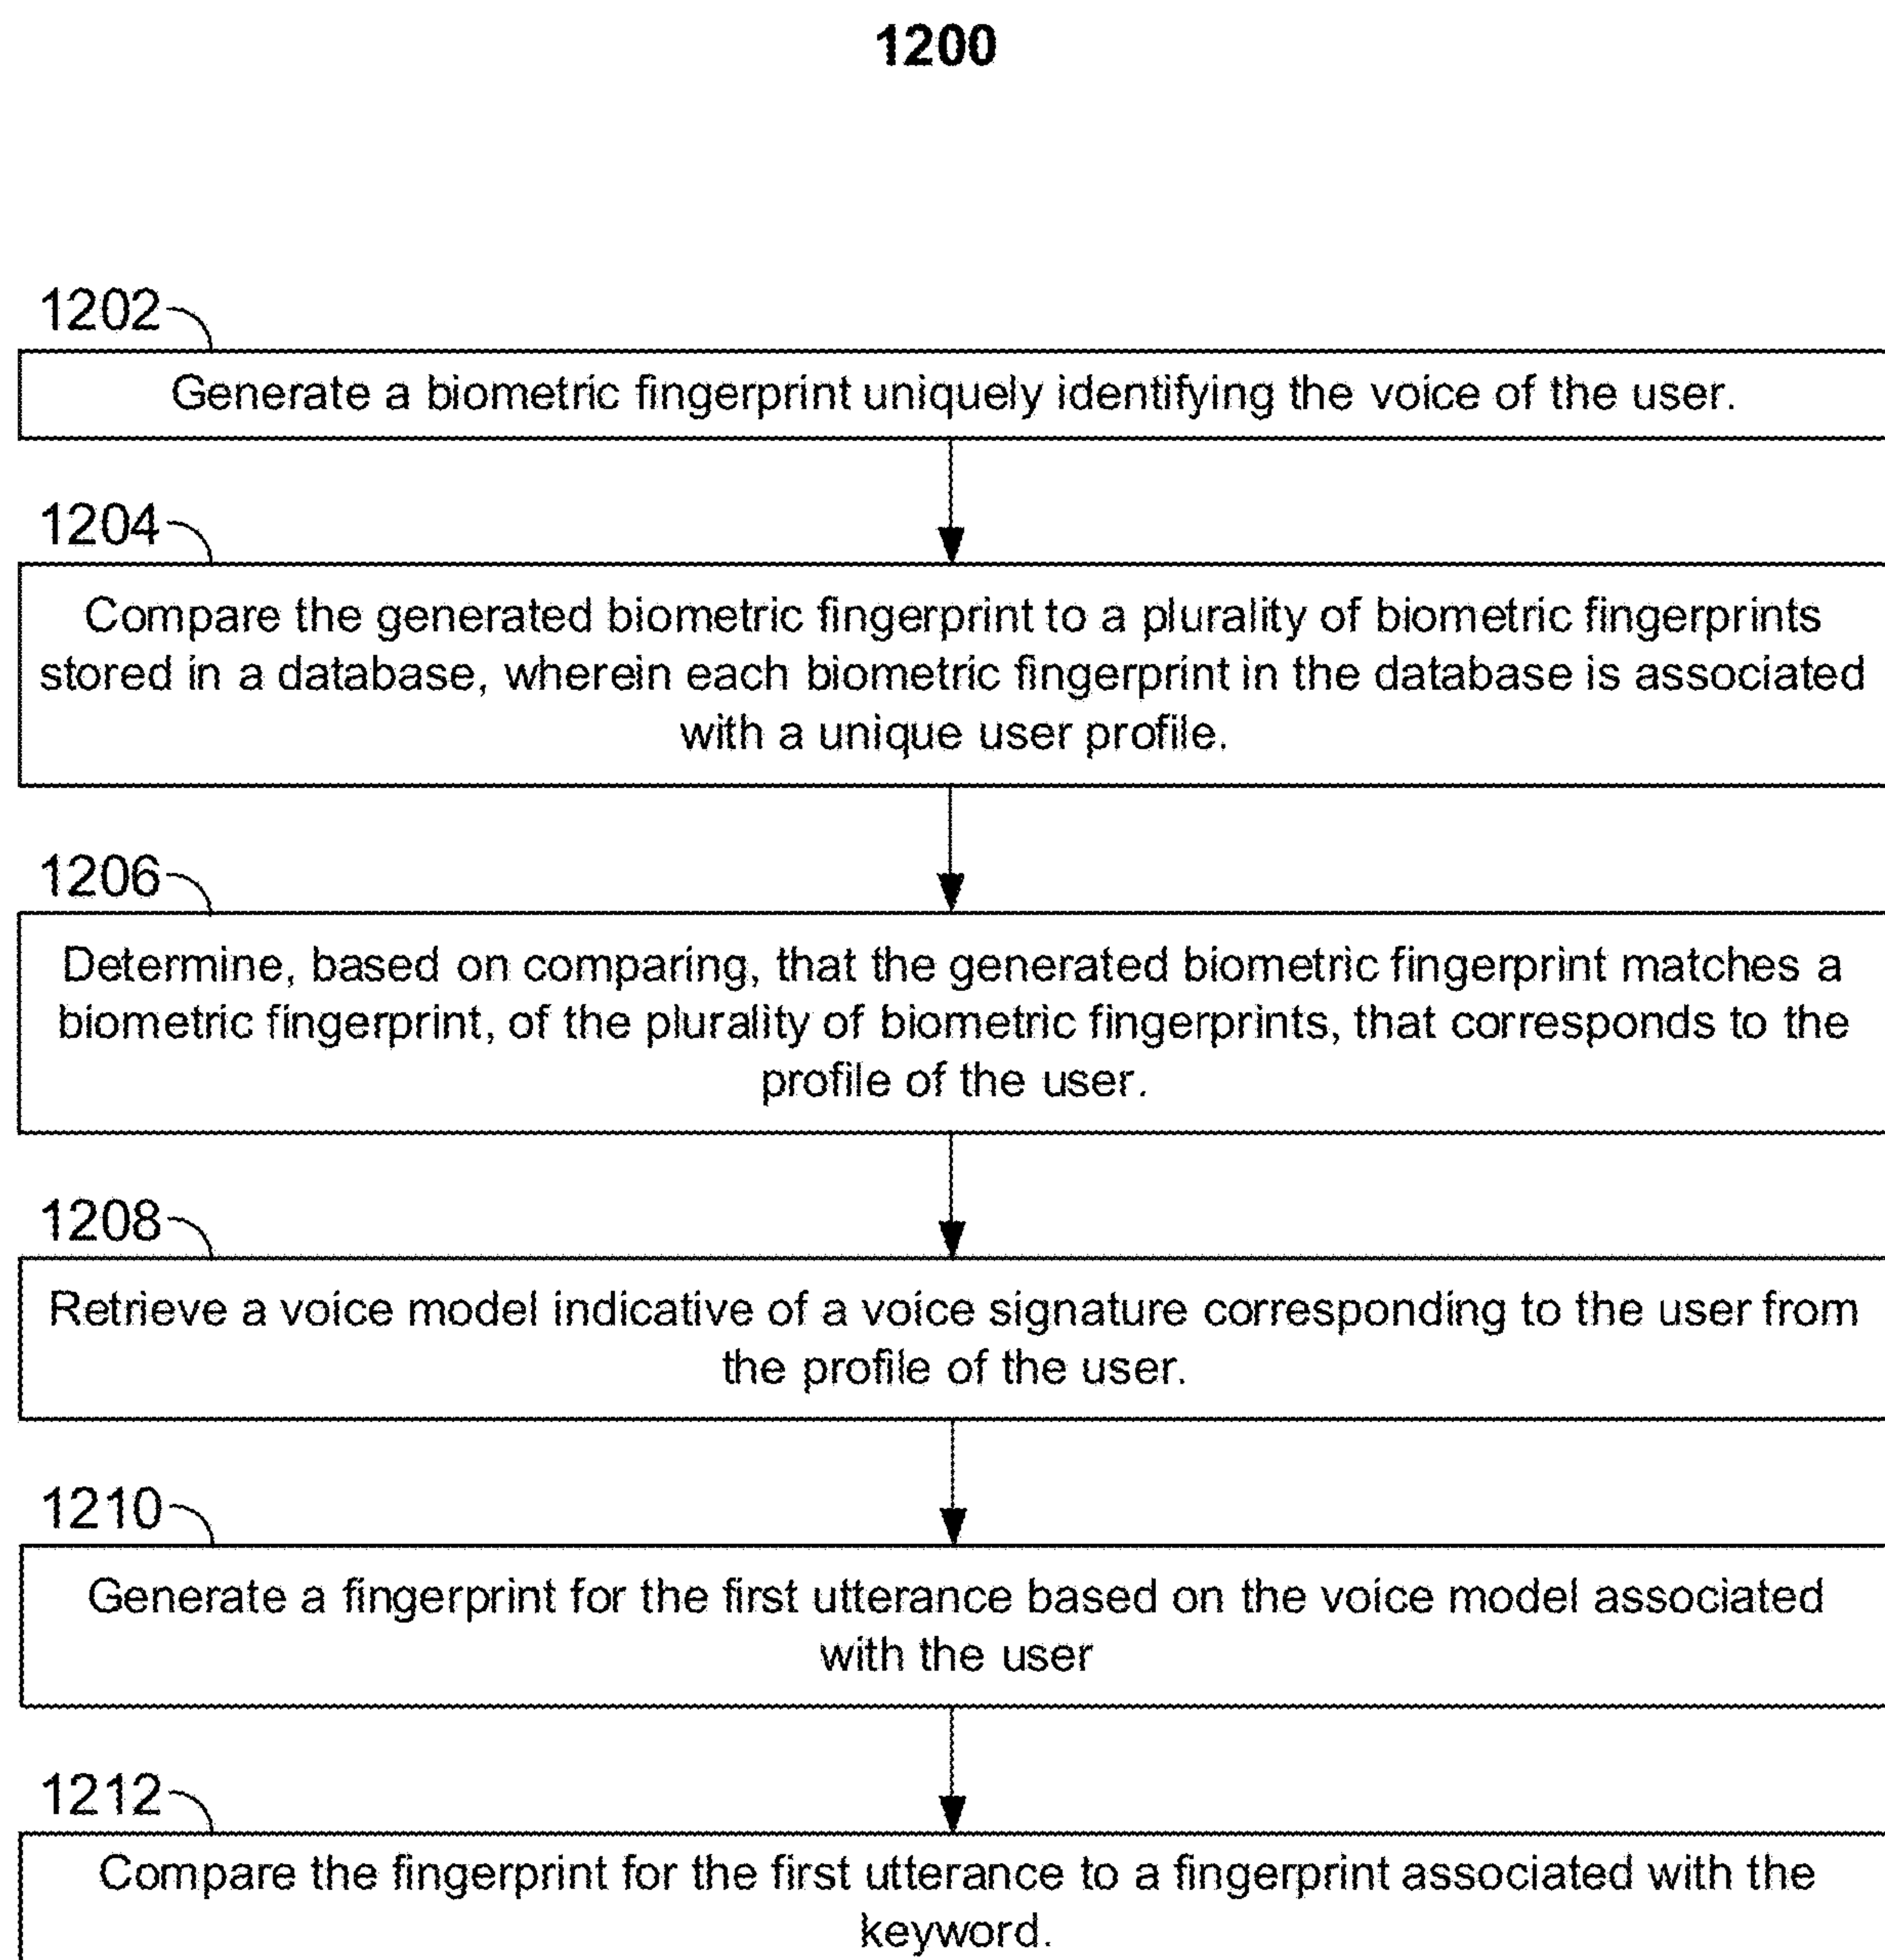 1200
1202
Generate a biometric fingerprint uniquely identifying the voice of the user.
1204
Compare the generated biometric fingerprint to a plurality of biometric fingerprints
stored in a database, wherein each biometric fingerprint in the database is associated
with a unique user profile.
1206
Determine, based on comparing, that the generated biometric fingerprint matches a
biometric fingerprint, of the plurality of biometric fingerprints, that corresponds to the
profile of the user.
1208
Retrieve a voice model indicative of a voice signature corresponding to the user from
the profile of the user.
1210
Generate a fingerprint for the first utterance based on the voice model associated
with the user
1212
Compare the fingerprint for the first utterance to a fingerprint associated with the
keyword.